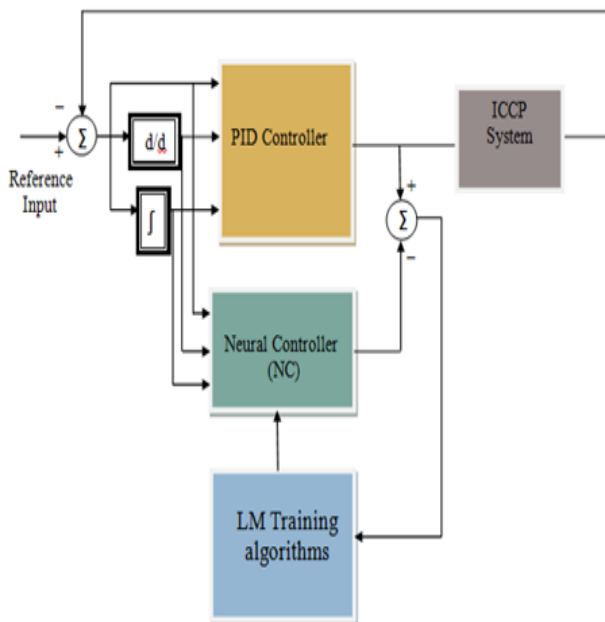 −
Σ
+
Reference
Input
d/d
∫
PID Controller
ICCP
System
+
Σ
−
Neural Controller
(NC)
LM Training
algorithms